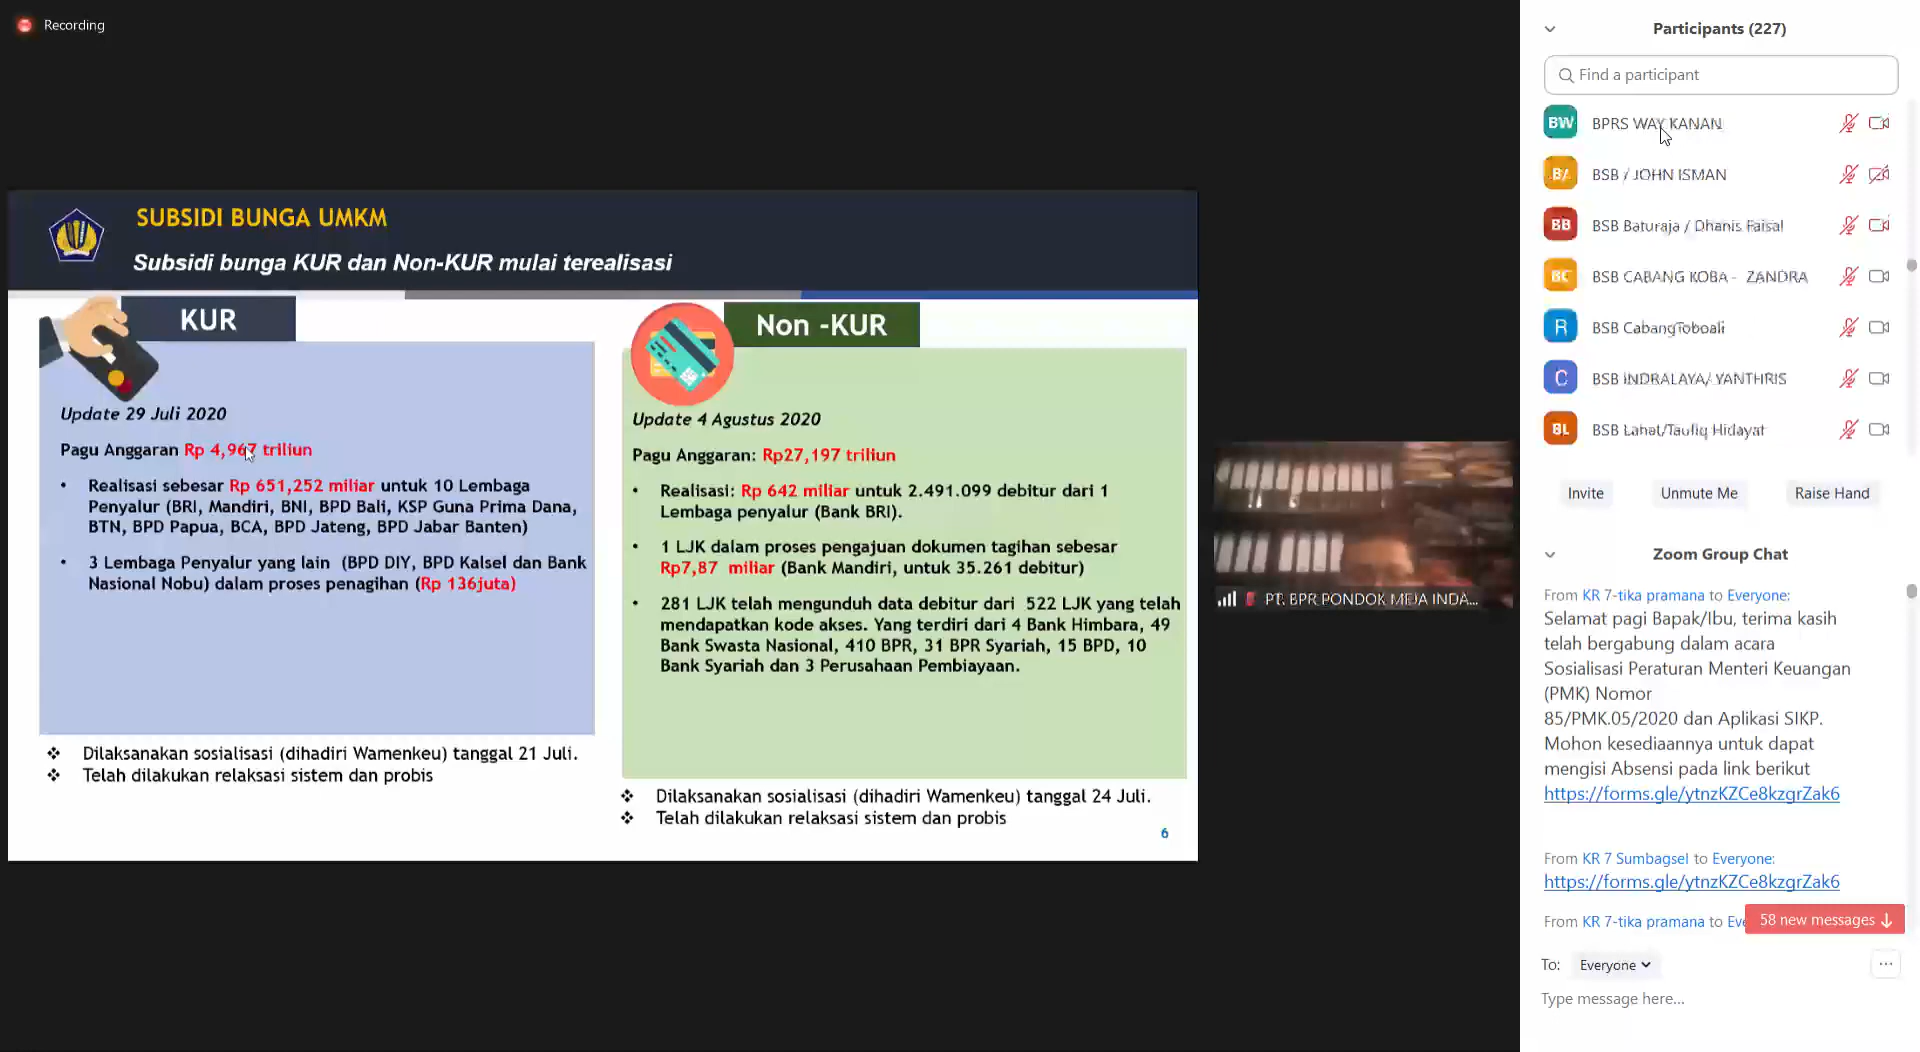 Recording
SUBSIDI BUNGA UMKM
Subsidi bunga KUR dan Non-KUR mulai terealisasi
KUR
Update 29 Juli 2020
Pagu Anggaran Rp 4,967 triliun
• Realisasi sebesar Rp 651,252 miliar untuk 10 Lembaga
Penyalur (BRI, Mandiri, BNI, BPD Bali, KSP Guna Prima Dana,
BTN, BPD Papua, BCA, BPD Jateng, BPD Jabar Banten)
• 3 Lembaga Penyalur yang lain (BPD DIY, BPD Kalsel dan Bank
Nasional Nobu) dalam proses penagihan (Rp 136juta)
❖ Dilaksanakan sosialisasi (dihadiri Wamenkeu) tanggal 21 Juli.
❖ Telah dilakukan relaksasi sistem dan probis
Non -KUR
Update 4 Agustus 2020
Pagu Anggaran: Rp27,197 triliun
• Realisasi: Rp 642 miliar untuk 2.491.099 debitur dari 1
Lembaga penyalur (Bank BRI).
• 1 LJK dalam proses pengajuan dokumen tagihan sebesar
Rp7,87 miliar (Bank Mandiri, untuk 35.261 debitur)
• 281 LJK telah mengunduh data debitur dari 522 LJK yang telah
mendapatkan kode akses. Yang terdiri dari 4 Bank Himbara, 49
Bank Swasta Nasional, 410 BPR, 31 BPR Syariah, 15 BPD, 10
Bank Syariah dan 3 Perusahaan Pembiayaan.
❖ Dilaksanakan sosialisasi (dihadiri Wamenkeu) tanggal 24 Juli.
❖ Telah dilakukan relaksasi sistem dan probis
6
PT. BPR PONDOK MEJA INDA...
Participants (227)
Find a participant
BW BPRS WAY KANAN
B/ BSB / JOHN ISMAN
BB BSB Baturaja / Dhanis Faisal
BC BSB CABANG KOBA - ZANDRA
R BSB Cabang Toboali
C BSB INDRALAYA/ YANTHRIS
BL BSB Lahat/Taufiq Hidayat
Invite Unmute Me Raise Hand
Zoom Group Chat
From KR 7-tika pramana to Everyone:
Selamat pagi Bapak/Ibu, terima kasih
telah bergabung dalam acara
Sosialisasi Peraturan Menteri Keuangan
(PMK) Nomor
85/PMK.05/2020 dan Aplikasi SIKP.
Mohon kesediaannya untuk dapat
mengisi Absensi pada link berikut
https://forms.gle/ytnzKZCe8kzgrZak6
From KR 7 Sumbagsel to Everyone:
https://forms.gle/ytnzKZCe8kzgrZak6
From KR 7-tika pramana to Eve
58 new messages ↓
To: Everyone
Type message here...